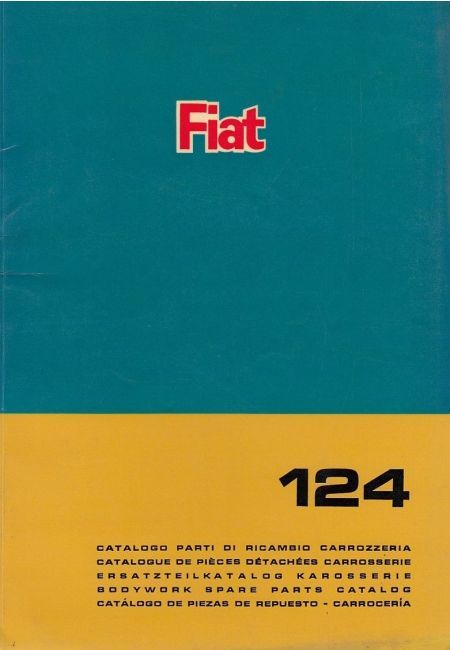 Fiat
124
CATALOGO PARTI DI RICAMBIO CARROZZERIA
CATALOGUE DE PIÈCES DÉTACHÉES CARROSSERIE
ERSATZTEILKATALOG KAROSSERIE
BODYWORK SPARE PARTS CATALOG
CATÁLOGO DE PIEZAS DE REPUESTO - CARROCERÍA